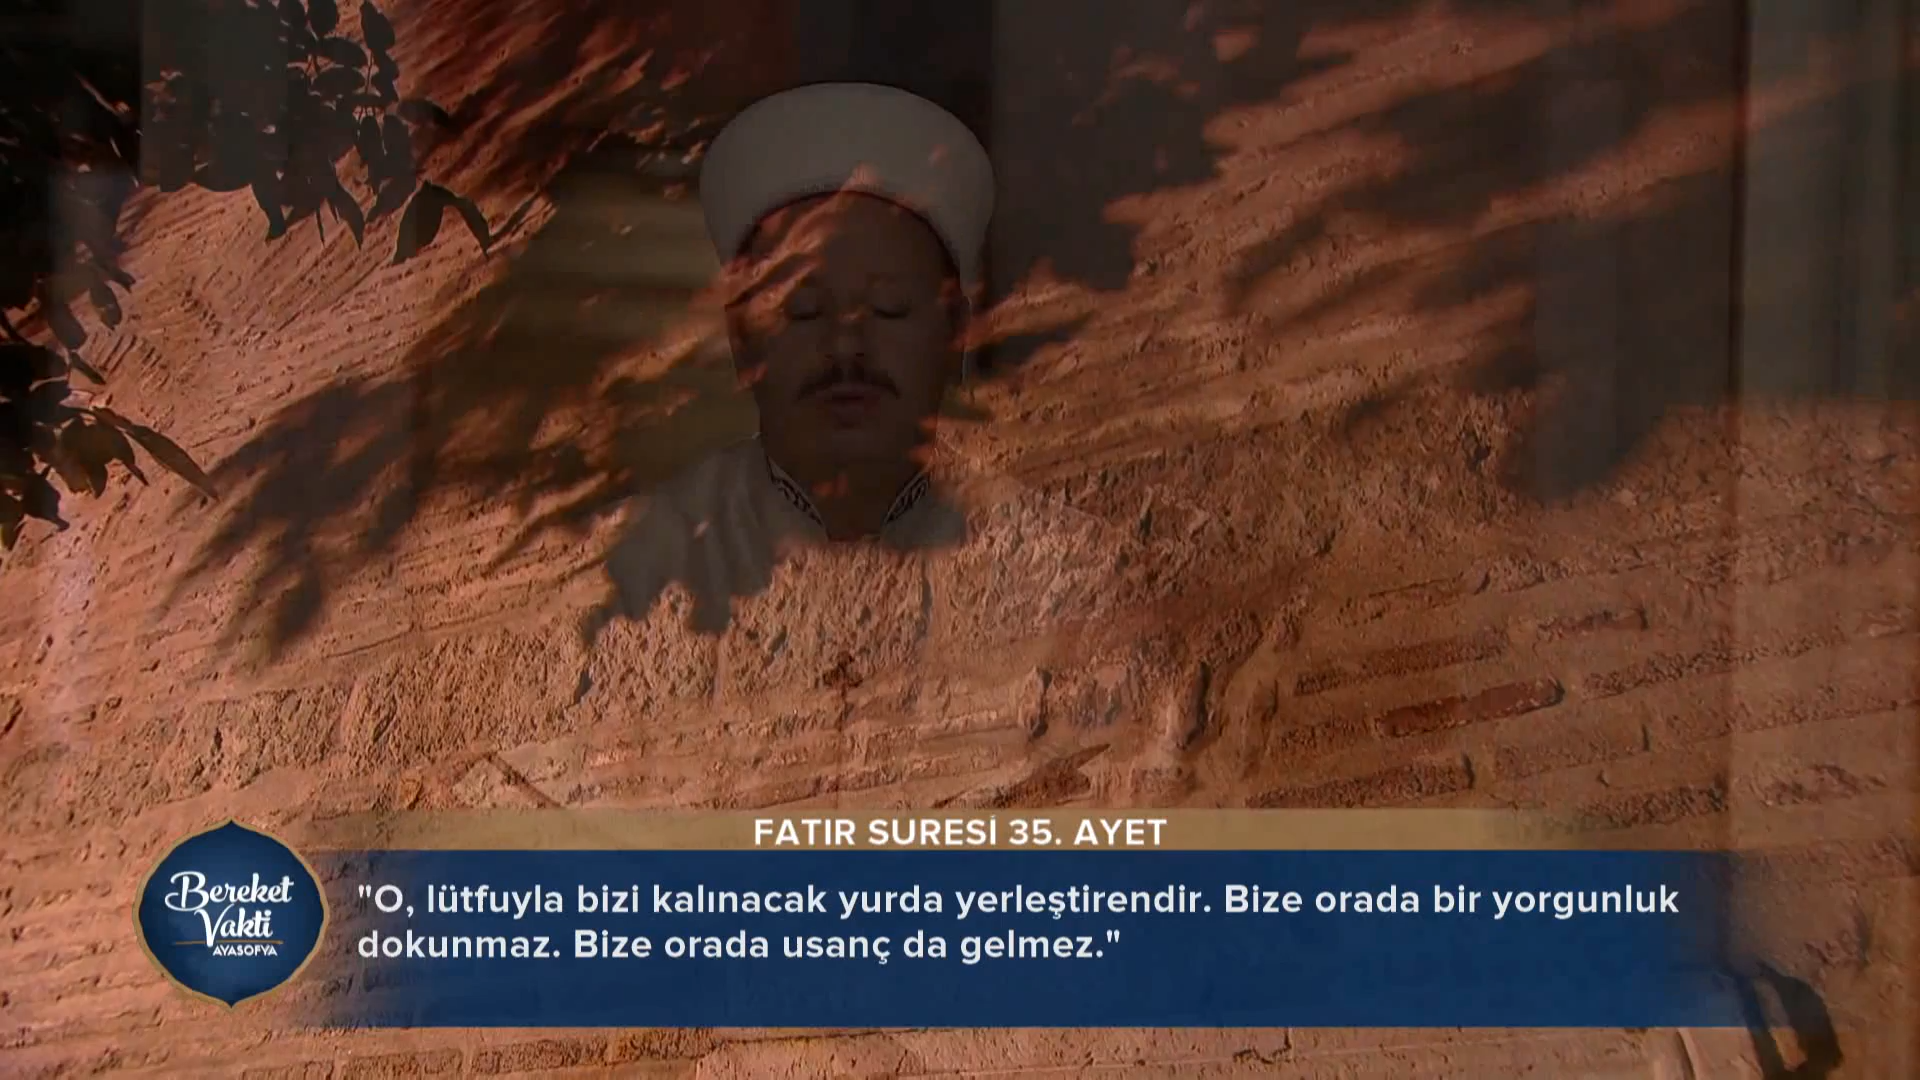 FATIR SURESİ 35. AYET
"O, lütfuyla bizi kalınacak yurda yerleştirendir. Bize orada bir yorgunluk
dokunmaz. Bize orada usanç da gelmez."
Bereket
Vakti
AYASOFYA